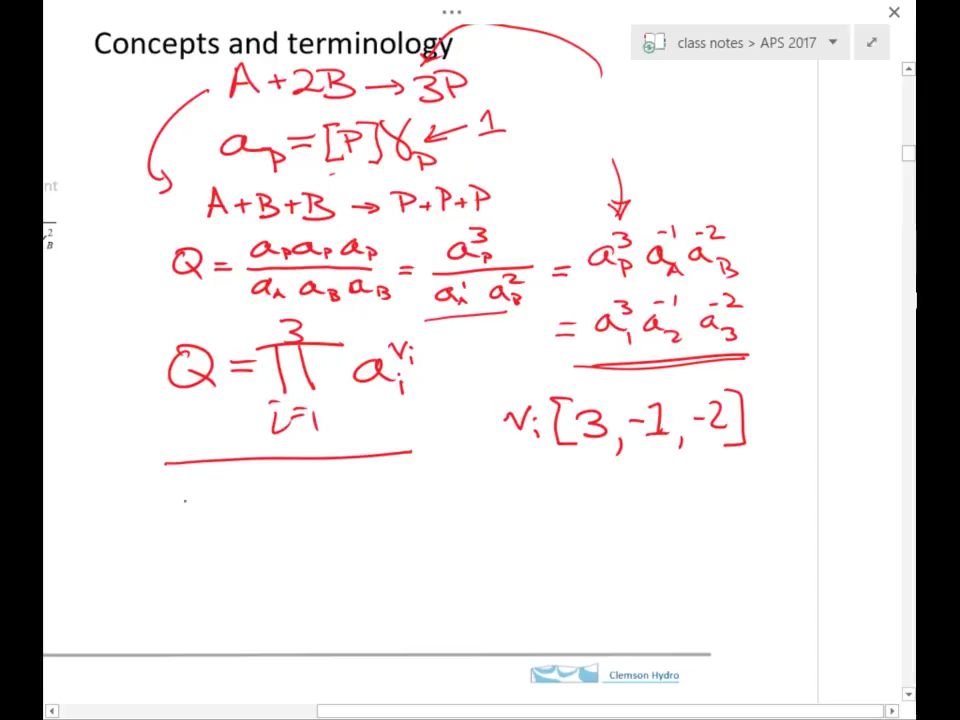 •••
Concepts and terminology
class notes > APS 2017
A + 2B → 3P
a_P = [P]γ_P ← 1
A + B + B → P + P + P
Q = a_P a_P a_P / a_A a_B a_B = a_P^3 / a_A^1 a_B^2 = a_P^3 a_A^-1 a_B^-2
= a_1^3 a_2^-1 a_3^-2
Q = ∏_{i=1}^{3} a_i^{ν_i}
ν_i [3, -1, -2]
nt
2
B
Clemson Hydro